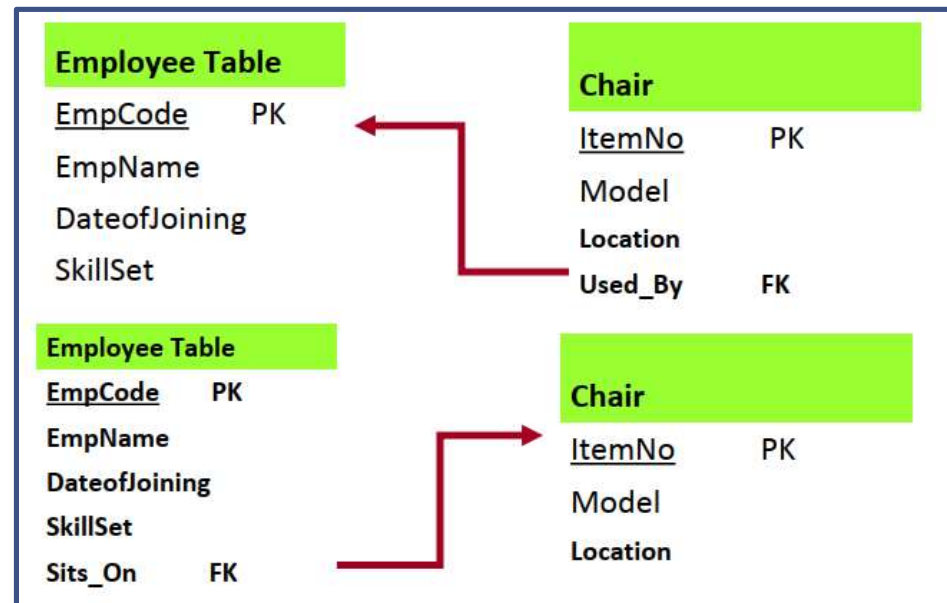 Employee Table
EmpCode PK
EmpName
DateofJoining
SkillSet
Chair
ItemNo PK
Model
Location
Used_By FK
Employee Table
EmpCode PK
EmpName
DateofJoining
SkillSet
Sits_On FK
Chair
ItemNo PK
Model
Location